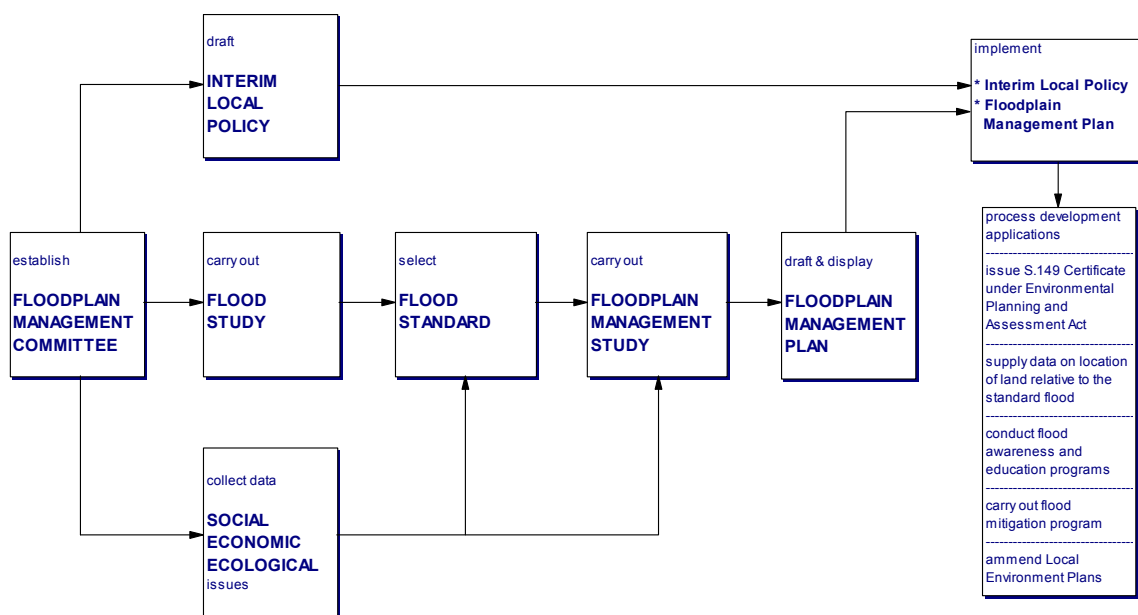 draft
INTERIM
LOCAL
POLICY
implement
* Interim Local Policy
* Floodplain
Management Plan
establish
FLOODPLAIN
MANAGEMENT
COMMITTEE
carry out
FLOOD
STUDY
select
FLOOD
STANDARD
carry out
FLOODPLAIN
MANAGEMENT
STUDY
draft & display
FLOODPLAIN
MANAGEMENT
PLAN
collect data
SOCIAL
ECONOMIC
ECOLOGICAL
issues
process development
applications
issue S.149 Certificate
under Environmental
Planning and
Assessment Act
supply data on location
of land relative to the
standard flood
conduct flood
awareness and
education programs
carry out flood
mitigation program
ammend Local
Environment Plans